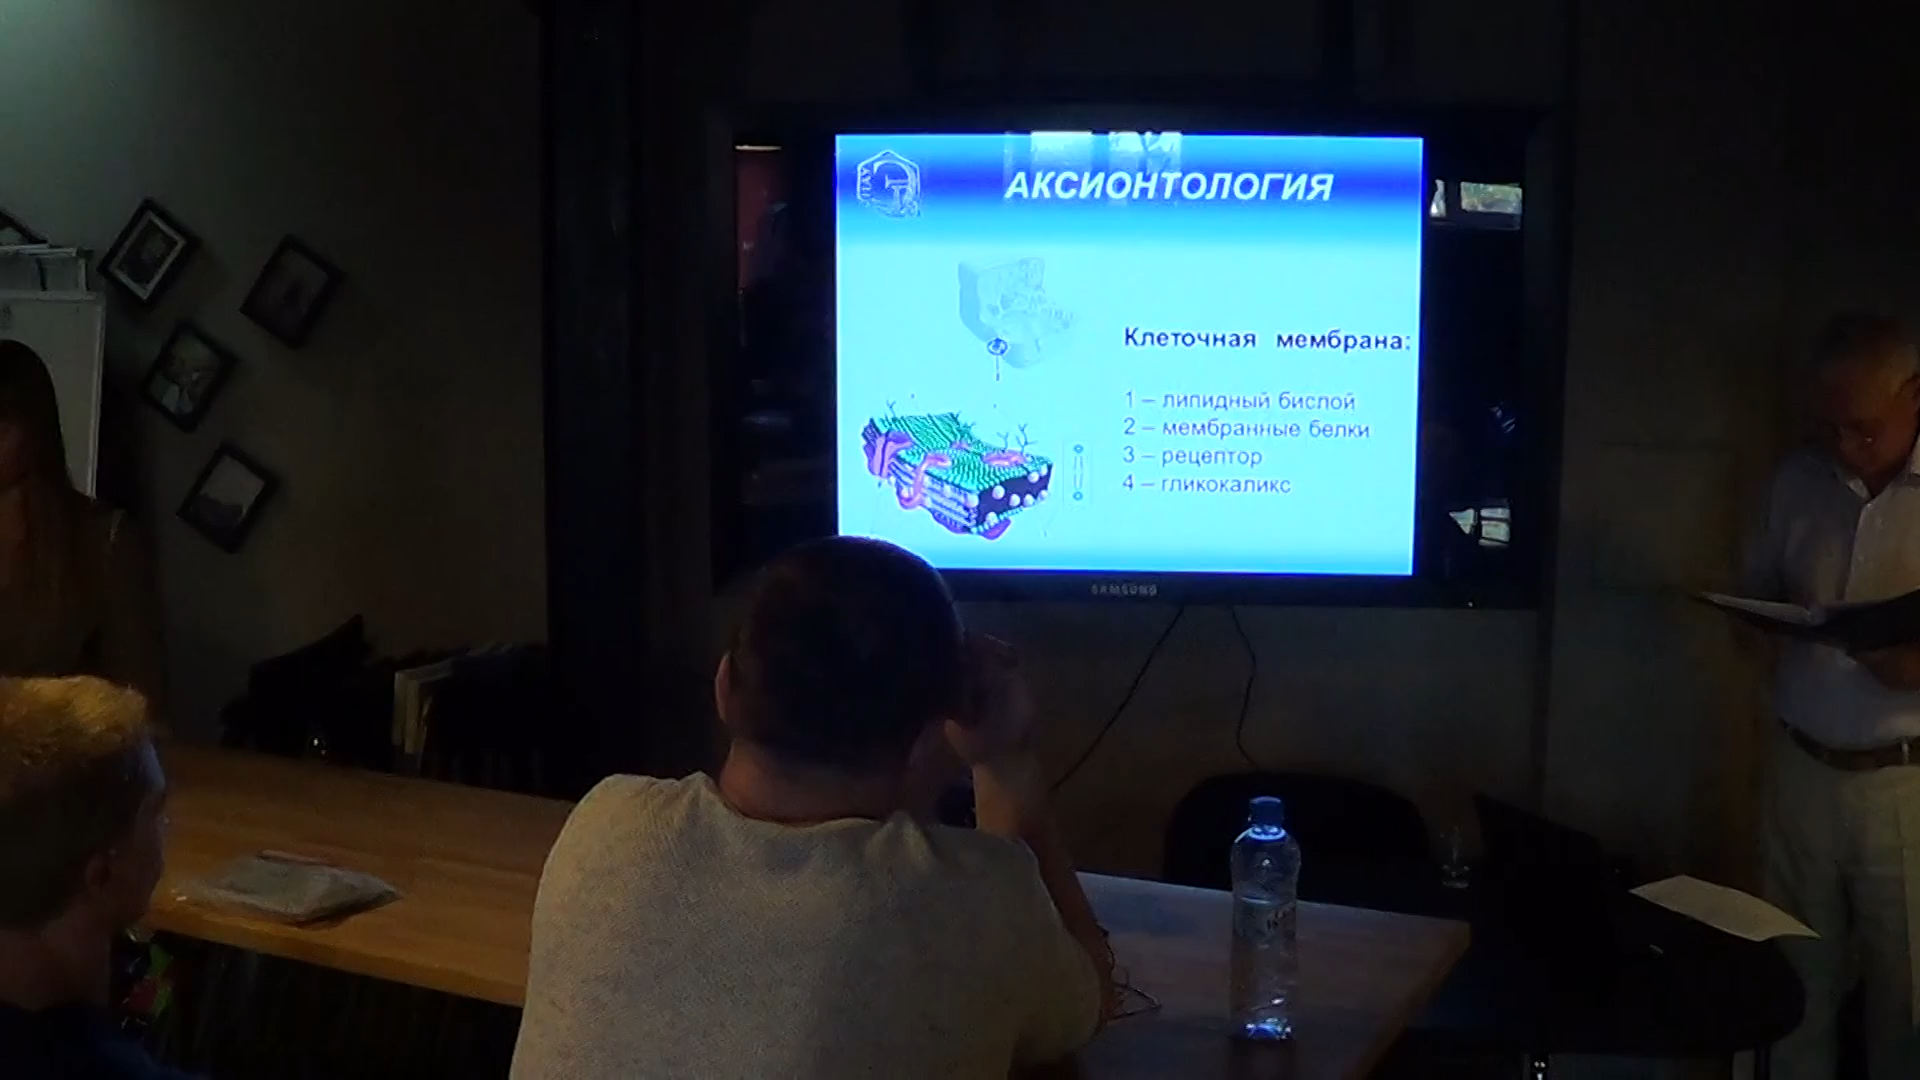 АКСИОНТОЛОГИЯ
Клеточная мембрана:
1 – липидный бислой
2 – мембранные белки
3 – рецептор
4 – гликокаликс
SAMSUNG